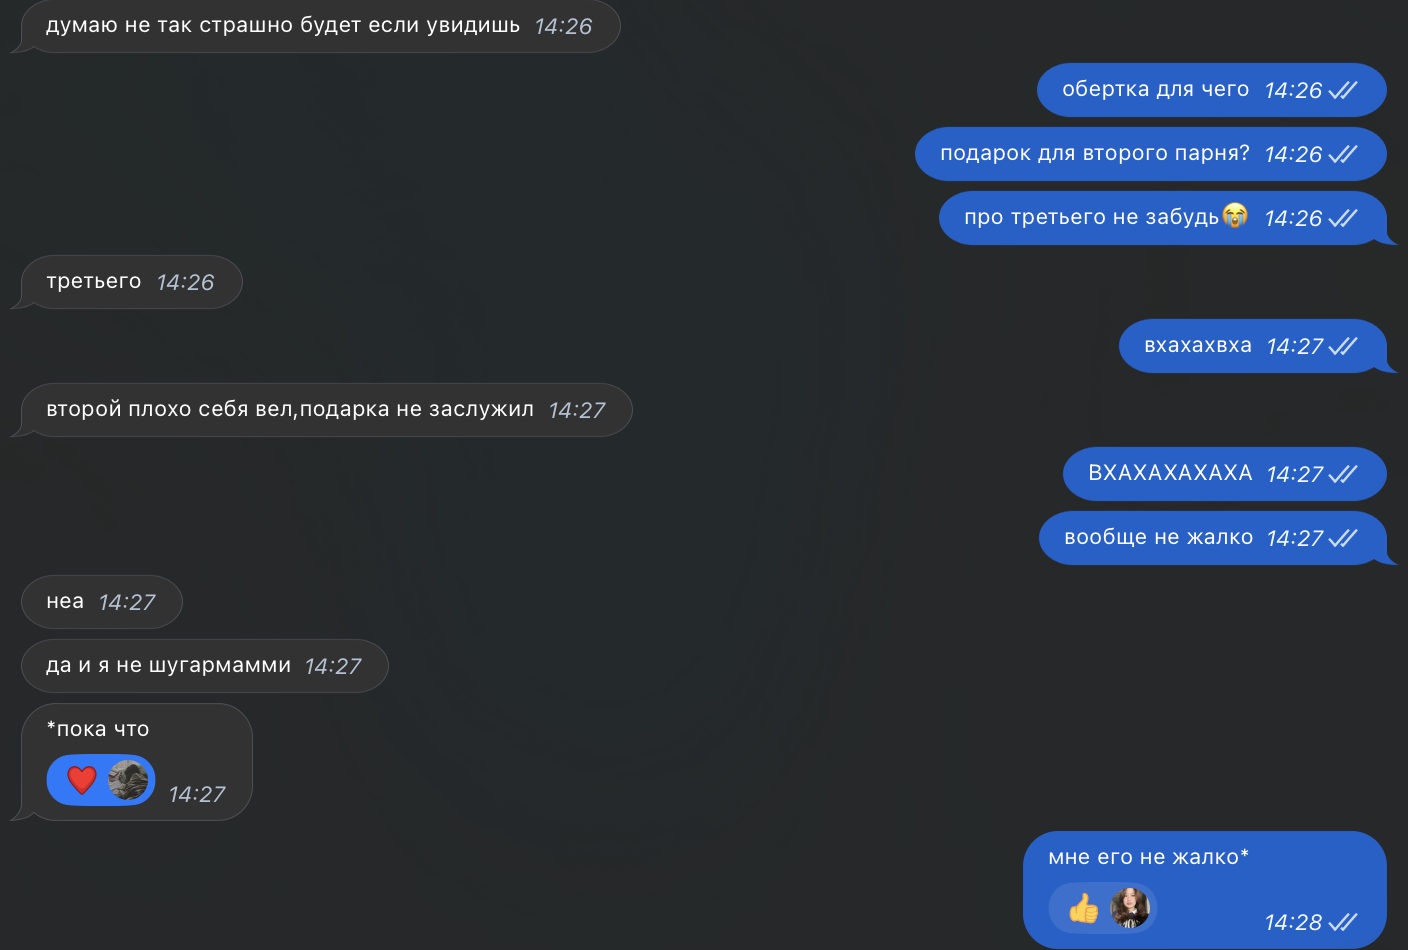 думаю не так страшно будет если увидишь 14:26
обертка для чего 14:26
подарок для второго парня? 14:26
про третьего не забудь😭 14:26
третьего 14:26
вхахахвха 14:27
второй плохо себя вел,подарка не заслужил 14:27
ВХАХАХАХАХА 14:27
вообще не жалко 14:27
неа 14:27
да и я не шугармамми 14:27
*пока что
❤️ 14:27
мне его не жалко*
👍 14:28